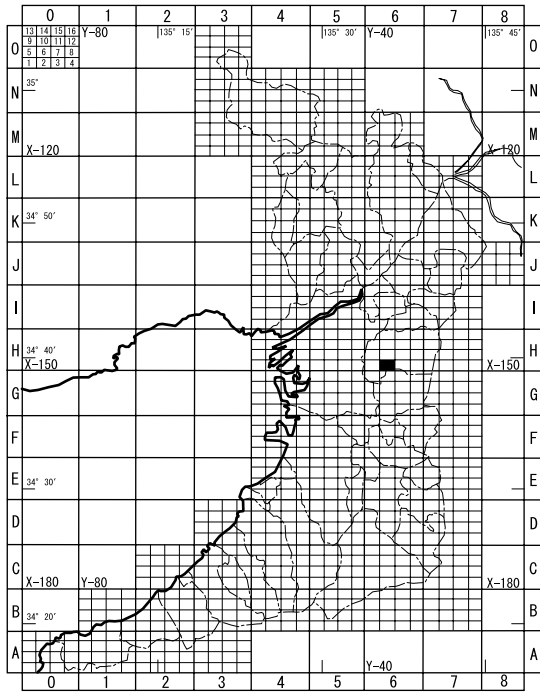 0 1 2 3 4 5 6 7 8
O 13 14 15 16 Y-80 135° 15′ 135° 30′ Y-40 135° 45′ O
9 10 11 12
5 6 7 8
1 2 3 4
N 35° N
M M
X-120 X-120
L L
K 34° 50′ K
J J
I I
H 34° 40′ H
X-150 X-150
G G
F F
E 34° 30′ E
D D
C C
X-180 Y-80 X-180
B 34° 20′ B
A A
Y-40
0 1 2 3 4 5 6 7 8